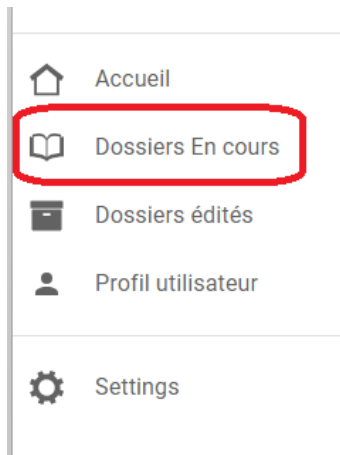 Accueil
Dossiers En cours
Dossiers édités
Profil utilisateur
Settings